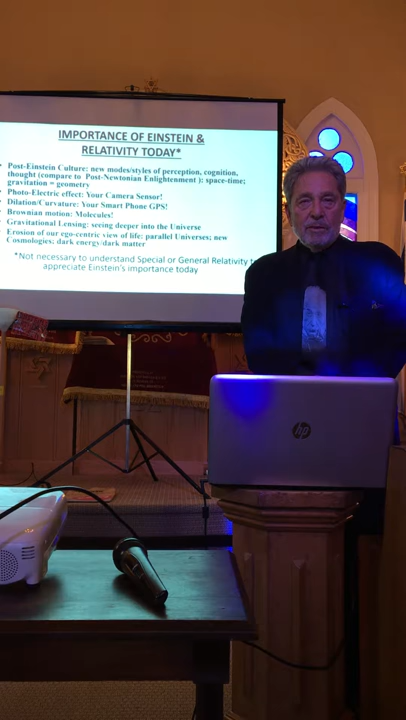 IMPORTANCE OF EINSTEIN &
RELATIVITY TODAY*
Post-Einstein Culture: new modes/styles of perception, cognition,
thought (compare to Post-Newtonian Enlightenment ): space-time;
gravitation = geometry
Photo-Electric effect: Your Camera Sensor!
Dilation/Curvature: Your Smart Phone GPS!
Brownian motion: Molecules!
Gravitational Lensing: seeing deeper into the Universe
Erosion of our ego-centric view of life: parallel Universes; new
Cosmologies: dark energy/dark matter
*Not necessary to understand Special or General Relativity to
appreciate Einstein's importance today
hp